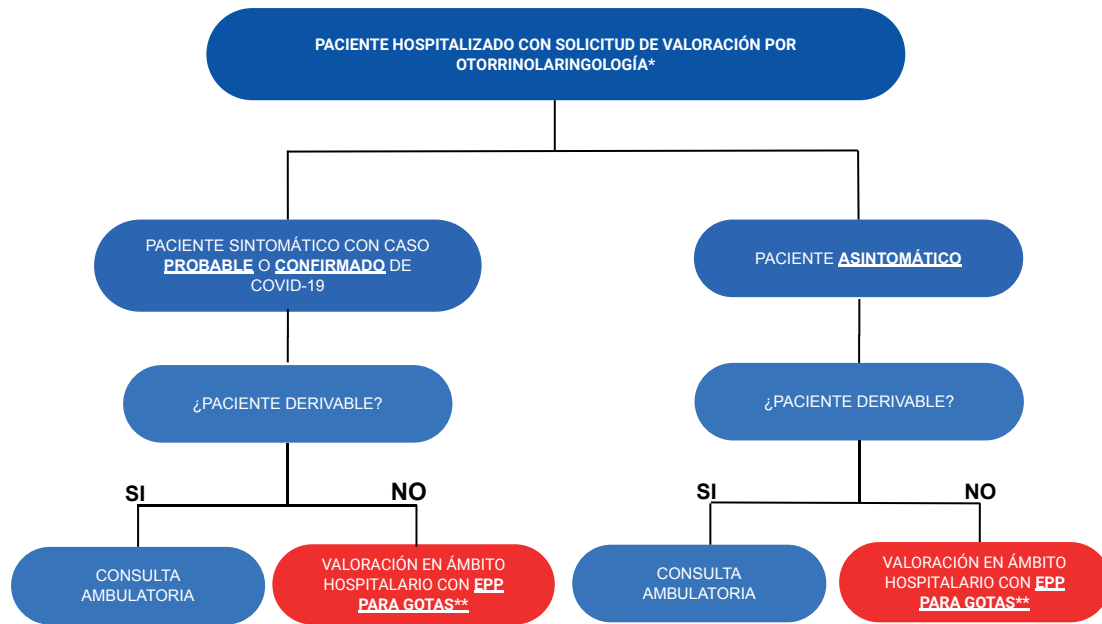 PACIENTE HOSPITALIZADO CON SOLICITUD DE VALORACIÓN POR
OTORRINOLARINGOLOGÍA*
PACIENTE SINTOMÁTICO CON CASO
PROBABLE O CONFIRMADO DE
COVID-19
PACIENTE ASINTOMÁTICO
¿PACIENTE DERIVABLE?
¿PACIENTE DERIVABLE?
SI
NO
SI
NO
CONSULTA
AMBULATORIA
VALORACIÓN EN ÁMBITO
HOSPITALARIO CON EPP
PARA GOTAS**
CONSULTA
AMBULATORIA
VALORACIÓN EN ÁMBITO
HOSPITALARIO CON EPP
PARA GOTAS**